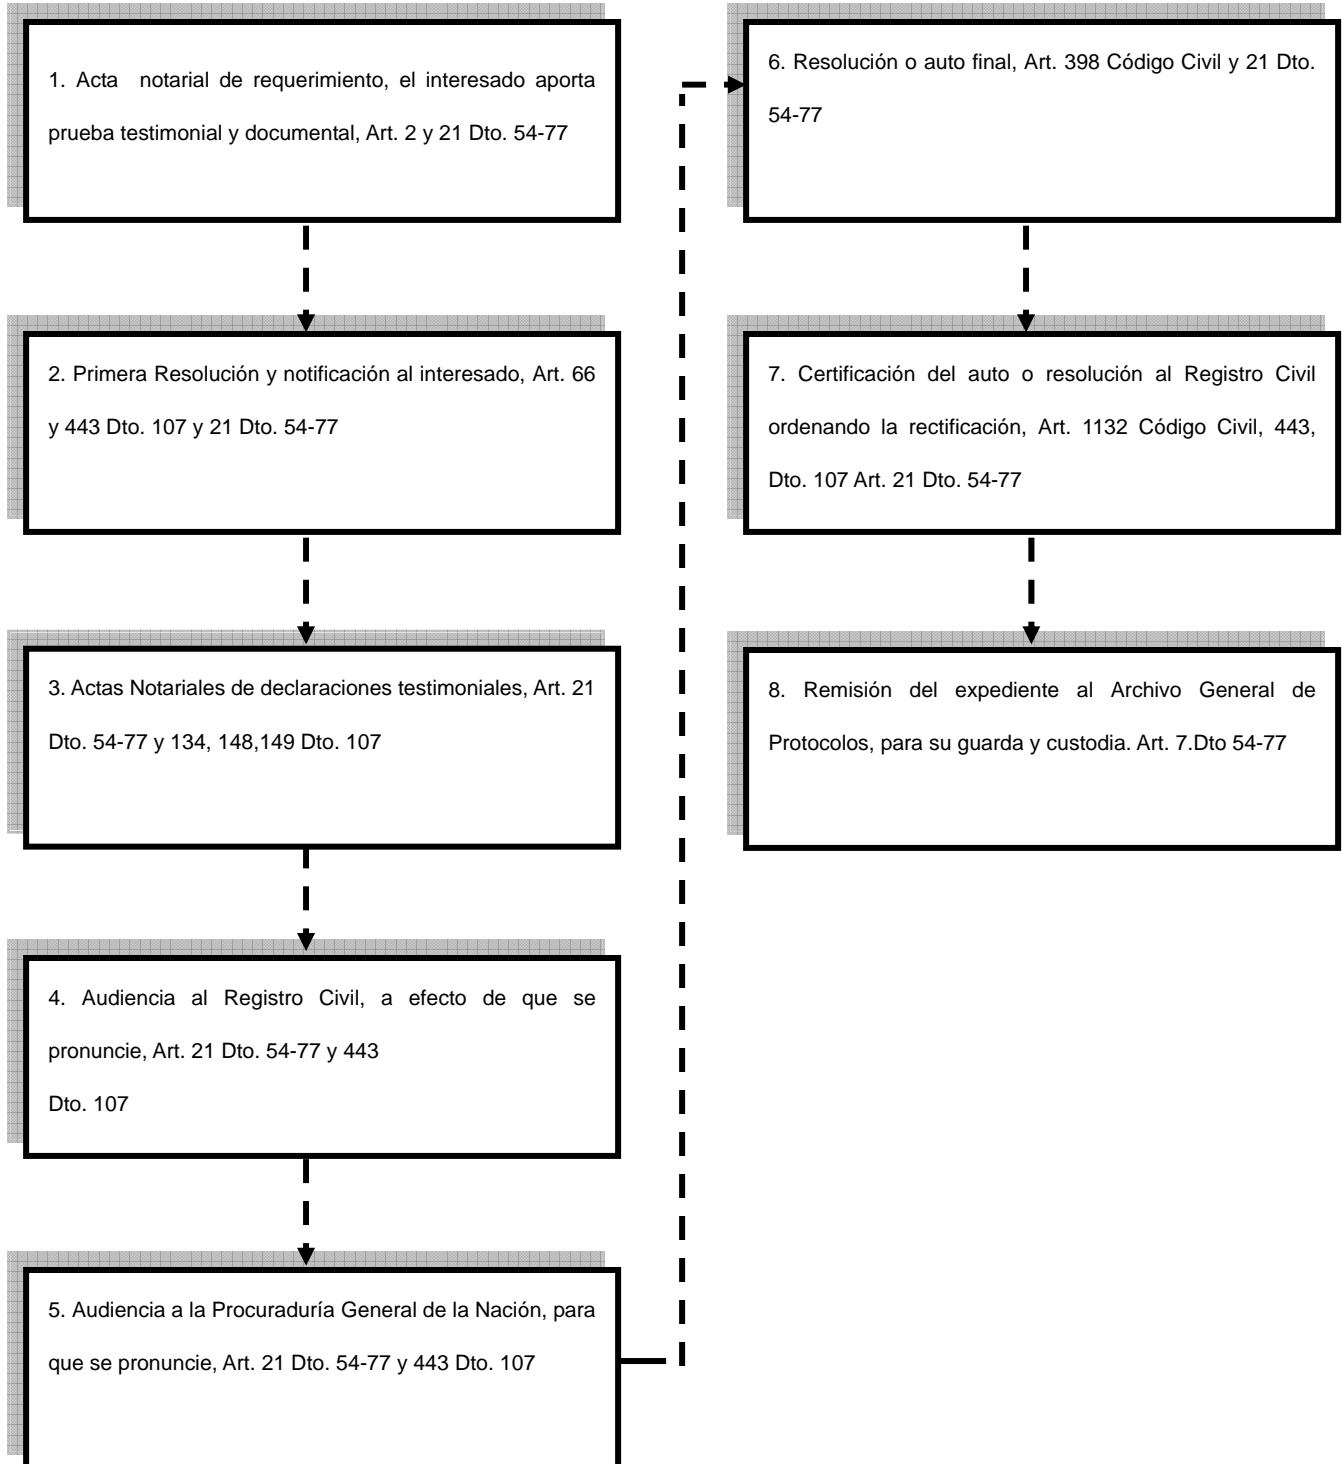 1. Acta notarial de requerimiento, el interesado aporta
prueba testimonial y documental, Art. 2 y 21 Dto. 54-77
2. Primera Resolución y notificación al interesado, Art. 66
y 443 Dto. 107 y 21 Dto. 54-77
3. Actas Notariales de declaraciones testimoniales, Art. 21
Dto. 54-77 y 134, 148,149 Dto. 107
4. Audiencia al Registro Civil, a efecto de que se
pronuncie, Art. 21 Dto. 54-77 y 443
Dto. 107
5. Audiencia a la Procuraduría General de la Nación, para
que se pronuncie, Art. 21 Dto. 54-77 y 443 Dto. 107
6. Resolución o auto final, Art. 398 Código Civil y 21 Dto.
54-77
7. Certificación del auto o resolución al Registro Civil
ordenando la rectificación, Art. 1132 Código Civil, 443,
Dto. 107 Art. 21 Dto. 54-77
8. Remisión del expediente al Archivo General de
Protocolos, para su guarda y custodia. Art. 7.Dto 54-77